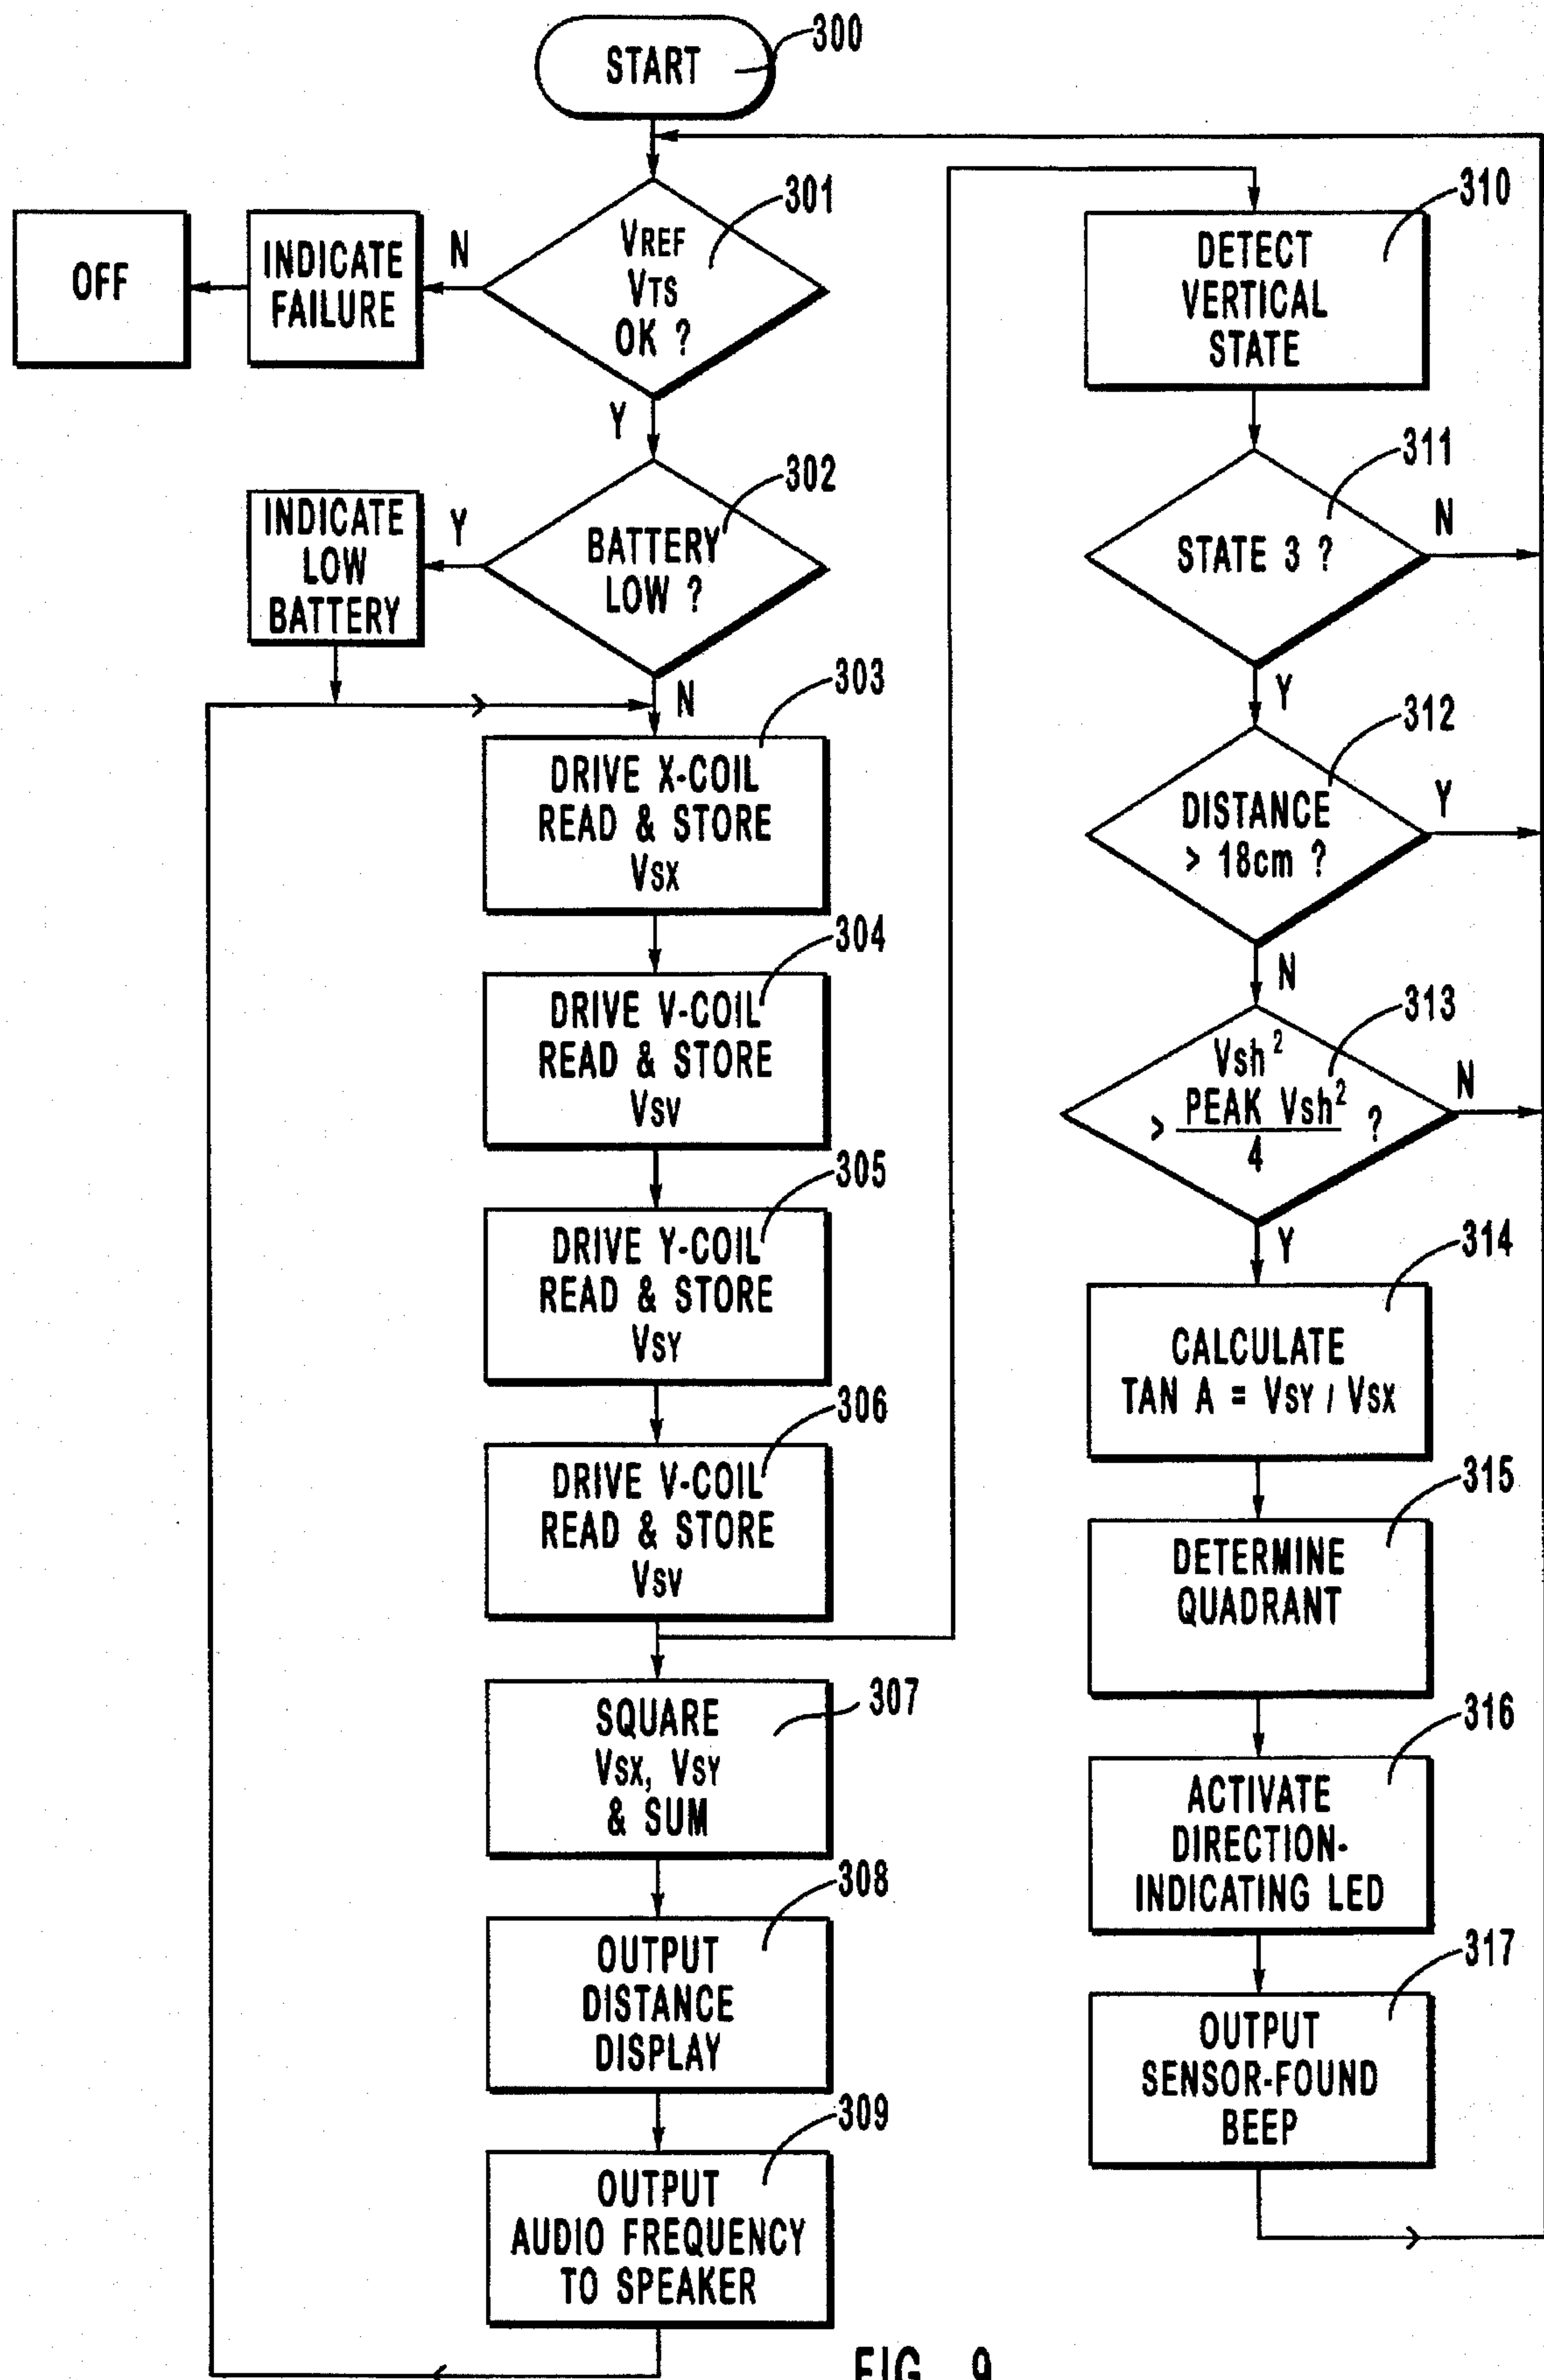 START
300
301
VREF
VTS
OK ?
N
INDICATE
FAILURE
OFF
Y
302
BATTERY
LOW ?
Y
INDICATE
LOW
BATTERY
N
303
DRIVE X-COIL
READ & STORE
VSX
304
DRIVE V-COIL
READ & STORE
VSV
305
DRIVE Y-COIL
READ & STORE
VSY
306
DRIVE V-COIL
READ & STORE
VSV
307
SQUARE
VSX, VSY
& SUM
308
OUTPUT
DISTANCE
DISPLAY
309
OUTPUT
AUDIO FREQUENCY
TO SPEAKER
310
DETECT
VERTICAL
STATE
311
STATE 3 ?
N
Y
312
DISTANCE
> 18cm ?
Y
N
313
Vsh²
> PEAK Vsh² ?
4
N
Y
314
CALCULATE
TAN A = VSY / VSX
315
DETERMINE
QUADRANT
316
ACTIVATE
DIRECTION-
INDICATING LED
317
OUTPUT
SENSOR-FOUND
BEEP
FIG. 9